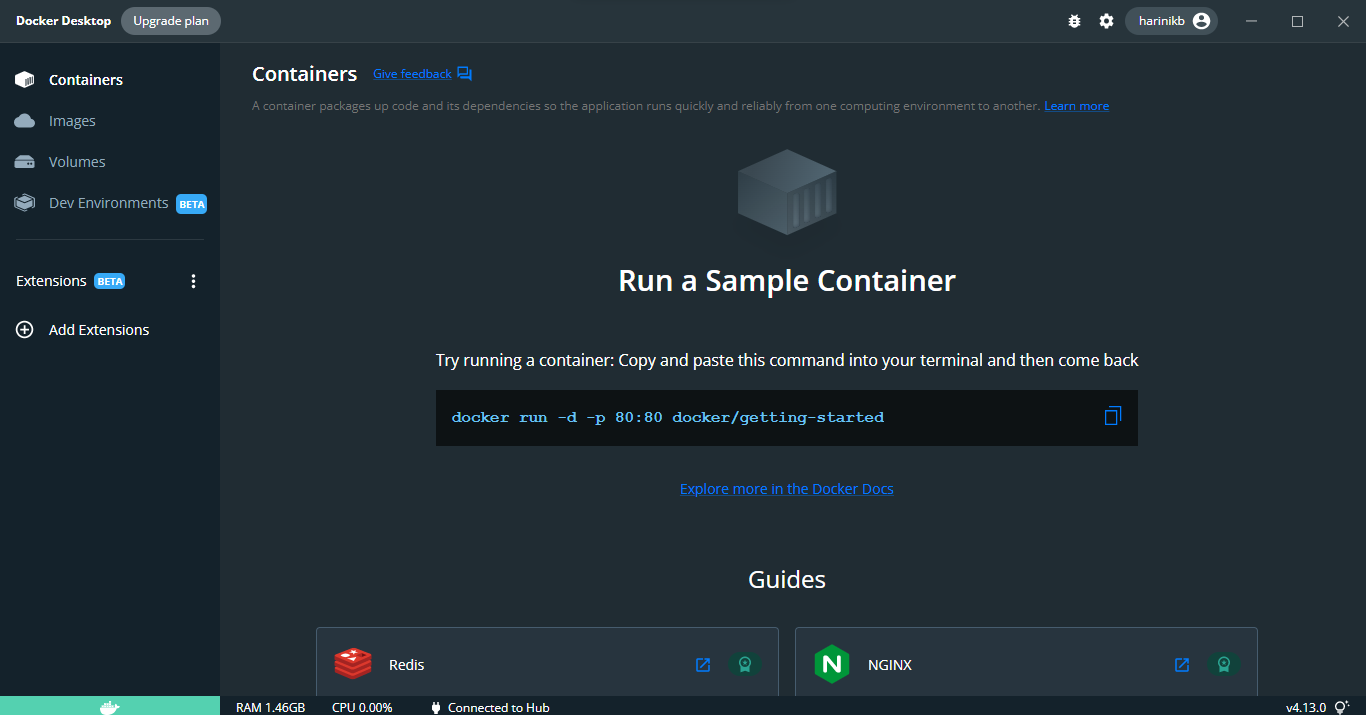 Docker Desktop Upgrade plan harinikb
Containers
Images
Volumes
Dev Environments BETA
Extensions BETA
Add Extensions
Containers Give feedback
A container packages up code and its dependencies so the application runs quickly and reliably from one computing environment to another. Learn more
Run a Sample Container
Try running a container: Copy and paste this command into your terminal and then come back
docker run -d -p 80:80 docker/getting-started
Explore more in the Docker Docs
Guides
Redis
N NGINX
RAM 1.46GB CPU 0.00% Connected to Hub v4.13.0